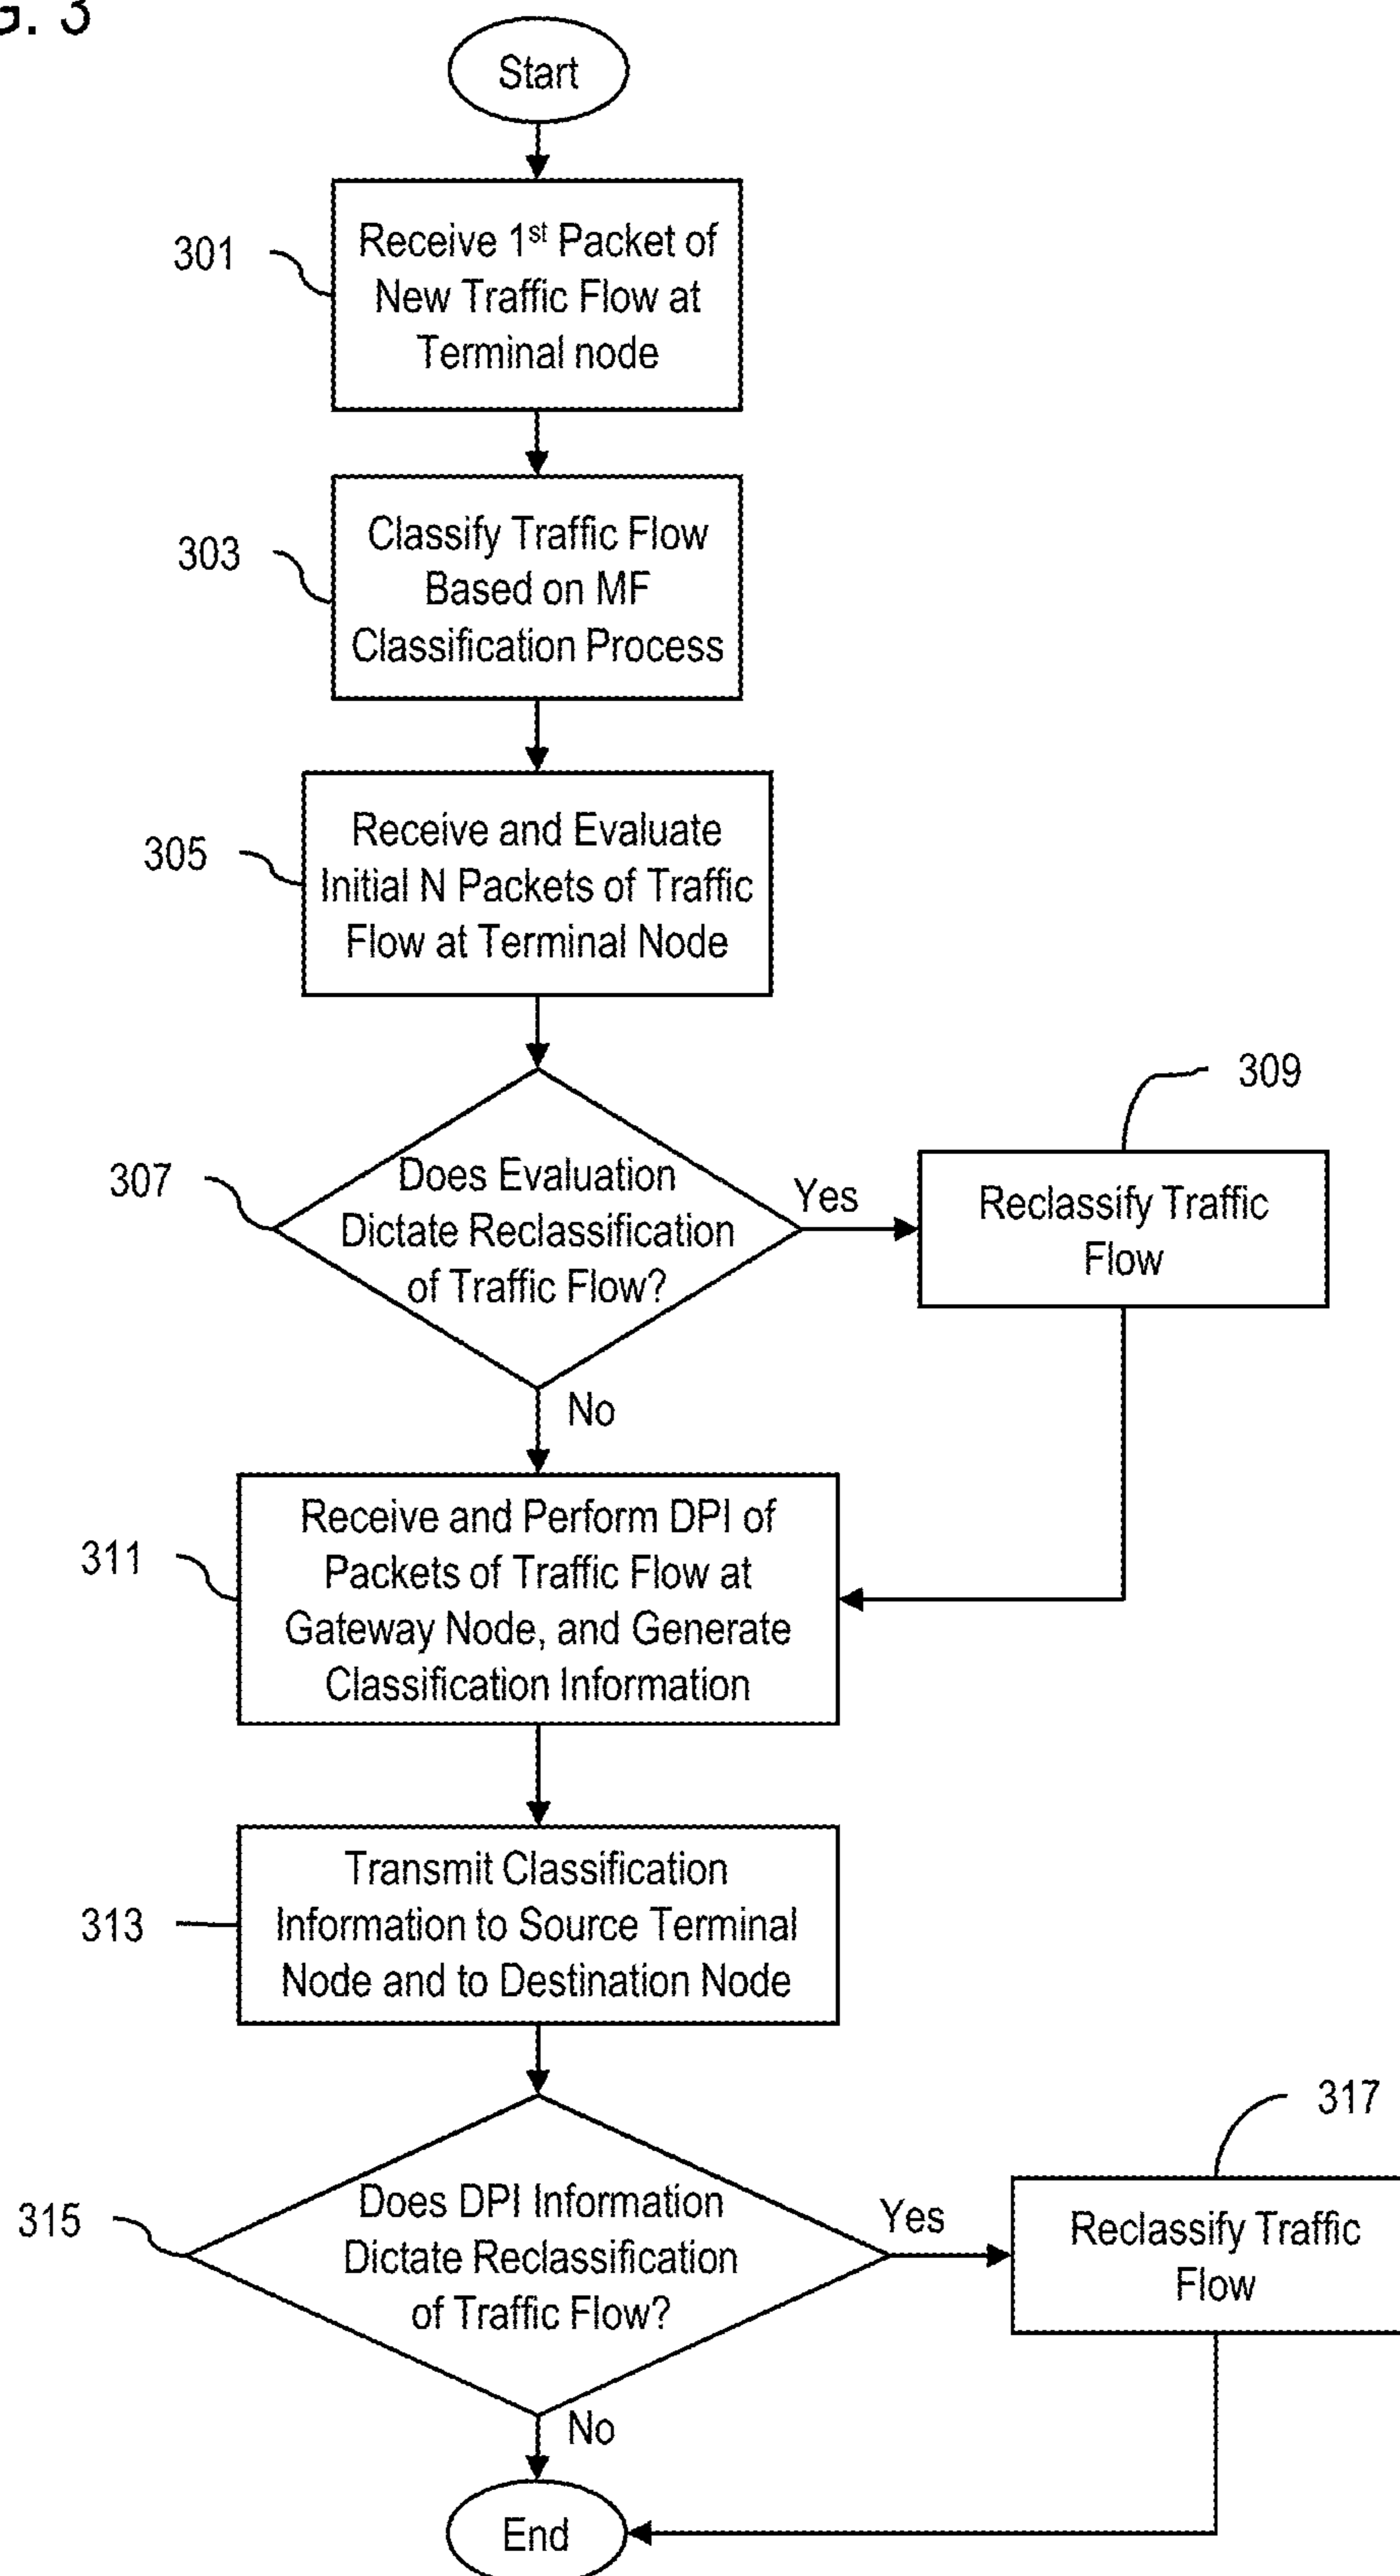 G. 3
Start
301
Receive 1st Packet of
New Traffic Flow at
Terminal node
303
Classify Traffic Flow
Based on MF
Classification Process
305
Receive and Evaluate
Initial N Packets of Traffic
Flow at Terminal Node
307
Does Evaluation
Dictate Reclassification
of Traffic Flow?
Yes
309
Reclassify Traffic
Flow
No
311
Receive and Perform DPI of
Packets of Traffic Flow at
Gateway Node, and Generate
Classification Information
313
Transmit Classification
Information to Source Terminal
Node and to Destination Node
315
Does DPI Information
Dictate Reclassification
of Traffic Flow?
Yes
317
Reclassify Traffic
Flow
No
End